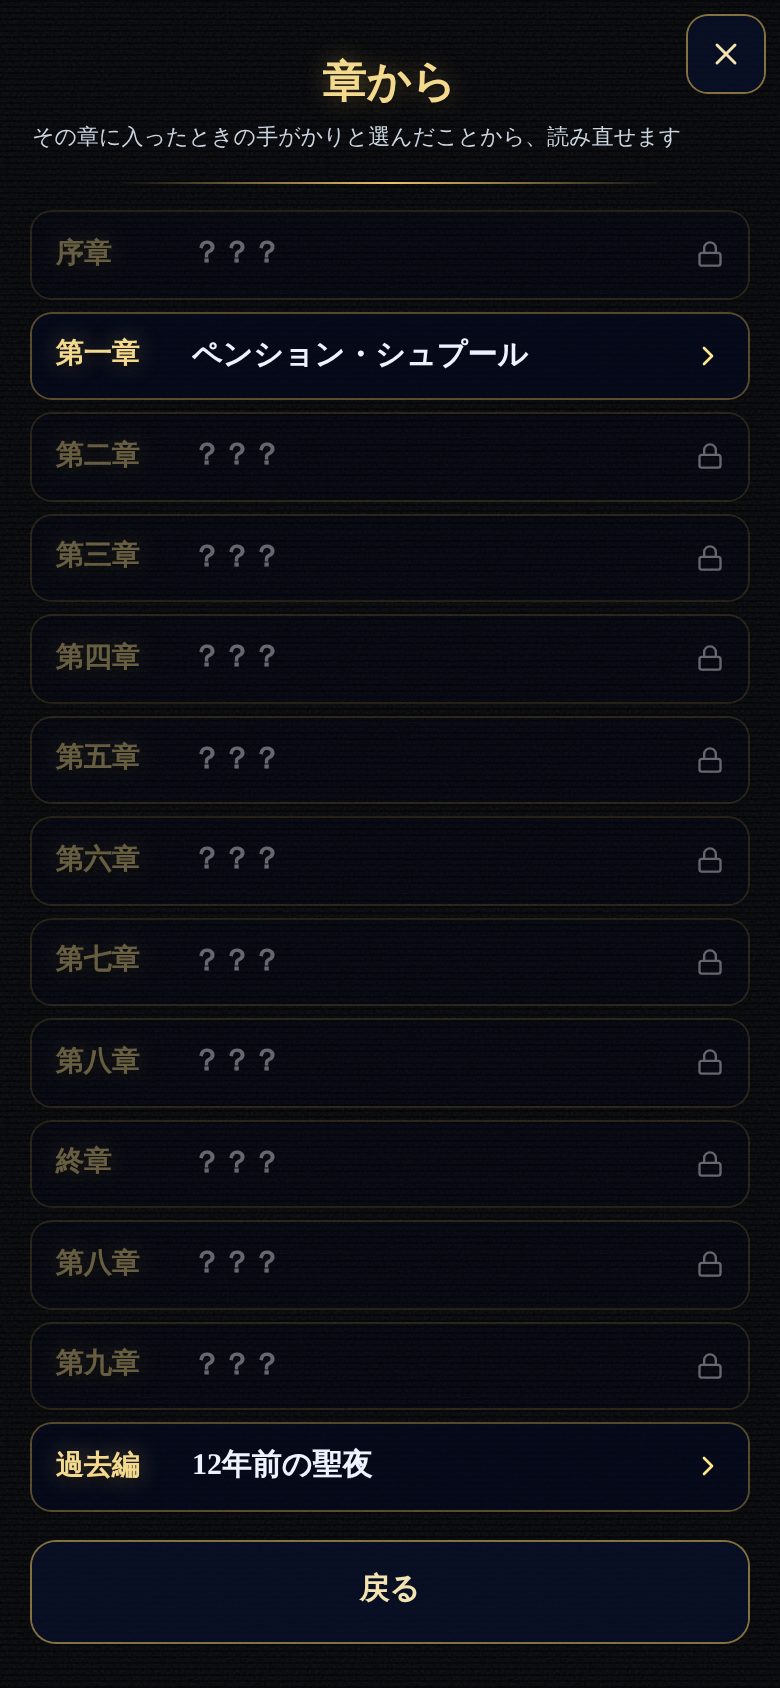 章から
その章に入ったときの手がかりと選んだことから、読み直せます
序章 ？？？
第一章 ペンション・シュプール
第二章 ？？？
第三章 ？？？
第四章 ？？？
第五章 ？？？
第六章 ？？？
第七章 ？？？
第八章 ？？？
終章 ？？？
第八章 ？？？
第九章 ？？？
過去編 12年前の聖夜
戻る